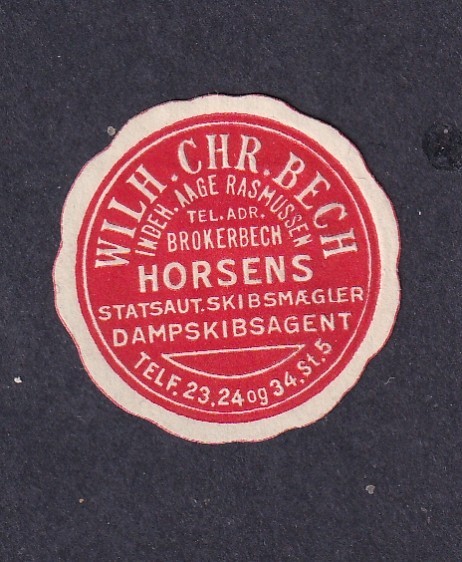 WILH. CHR. BECH
INDEH. AAGE RASMUSSEN
TEL. ADR.
BROKERBECH
HORSENS
STATSAUT. SKIBSMÆGLER
DAMPSKIBSAGENT
TELF. 23, 24 og 34, St. 5